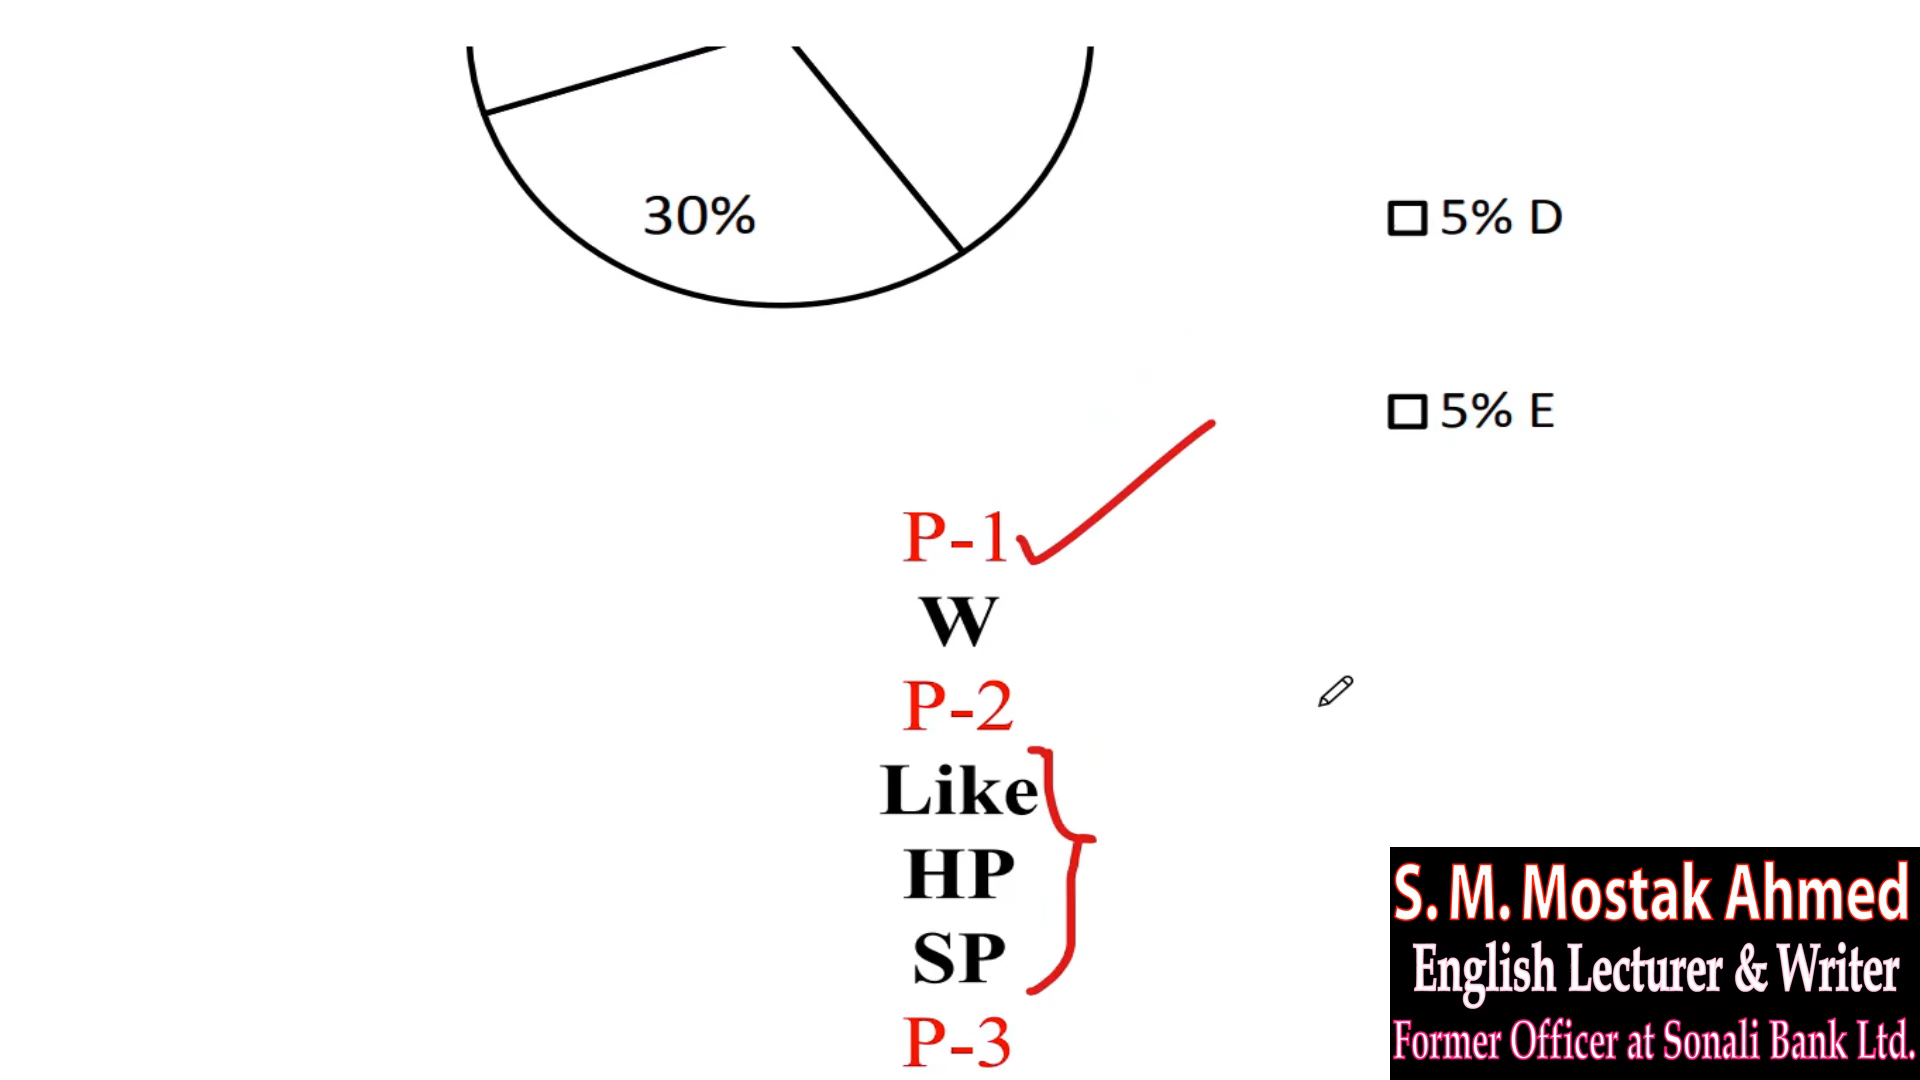 30%
5% D
5% E
P-1
W
P-2
Like
HP
SP
P-3
S. M. Mostak Ahmed
English Lecturer & Writer
Former Officer at Sonali Bank Ltd.